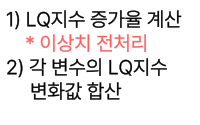 1) LQ지수 증가율 계산
* 이상치 전처리
2) 각 변수의 LQ지수
변화값 합산